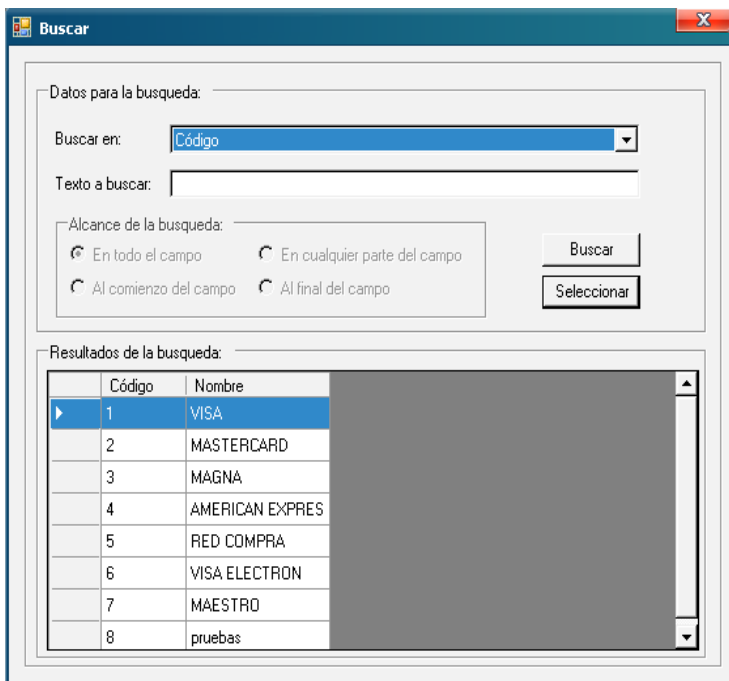 Buscar
Datos para la busqueda:
Buscar en: Código
Texto a buscar:
Alcance de la busqueda:
En todo el campo En cualquier parte del campo
Al comienzo del campo Al final del campo
Buscar
Seleccionar
Resultados de la busqueda:
Código Nombre
1 VISA
2 MASTERCARD
3 MAGNA
4 AMERICAN EXPRES
5 RED COMPRA
6 VISA ELECTRON
7 MAESTRO
8 pruebas